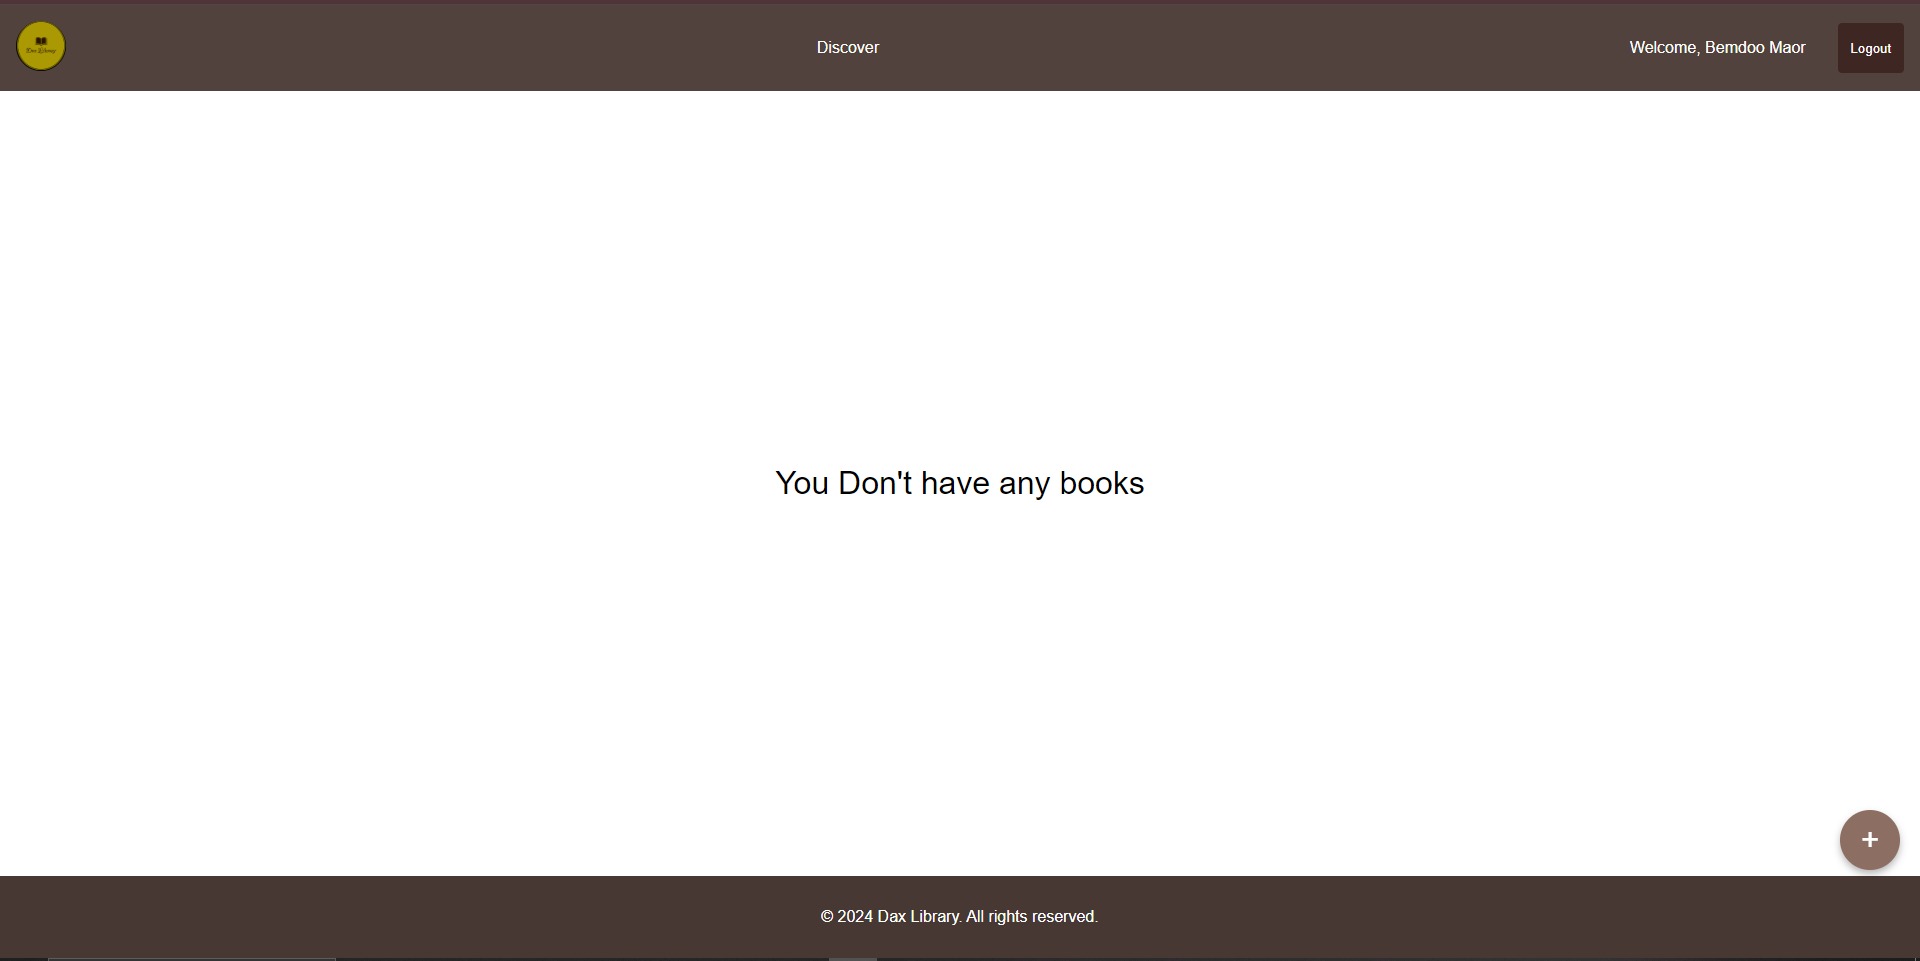 Dax Library
Discover
Welcome, Bemdoo Maor
Logout
You Don't have any books
+
© 2024 Dax Library. All rights reserved.